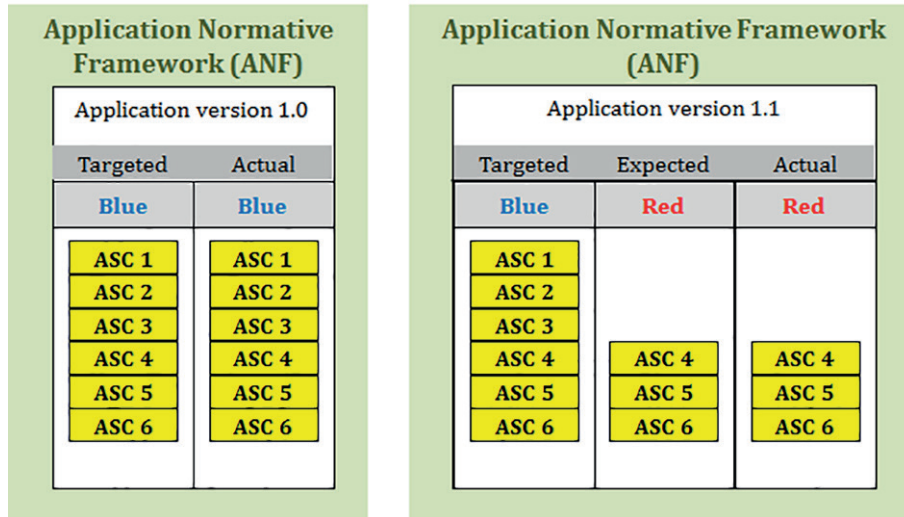 Application Normative
Framework (ANF)
Application version 1.0
Targeted Actual
Blue Blue
ASC 1 ASC 1
ASC 2 ASC 2
ASC 3 ASC 3
ASC 4 ASC 4
ASC 5 ASC 5
ASC 6 ASC 6
Application Normative Framework
(ANF)
Application version 1.1
Targeted Expected Actual
Blue Red Red
ASC 1
ASC 2
ASC 3
ASC 4 ASC 4 ASC 4
ASC 5 ASC 5 ASC 5
ASC 6 ASC 6 ASC 6